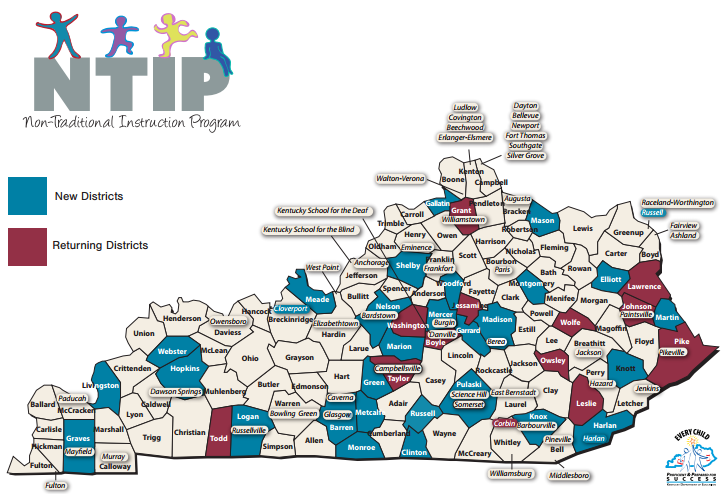 NTIP
Non-Traditional Instruction Program
New Districts
Returning Districts
Ludlow
Covington
Beechwood
Erlanger-Elsmere
Dayton
Bellevue
Newport
Fort Thomas
Southgate
Silver Grove
Walton-Verona
Kenton
Boone
Campbell
Gallatin
Grant
Pendleton
Williamstown
Augusta
Bracken
Mason
Robertson
Raceland-Worthington
Russell
Fairview
Ashland
Kentucky School for the Deaf
Kentucky School for the Blind
Carroll
Trimble
Owen
Henry
Eminence
Oldham
Harrison
Lewis
Greenup
Fleming
Nicholas
Carter
Boyd
Scott
Bourbon
Paris
Franklin
Frankfort
Shelby
Anchorage
Jefferson
West Point
Bath
Rowan
Elliott
Lawrence
Woodford
Fayette
Montgomery
Clark
Menifee
Morgan
Johnson
Paintsville
Martin
Spencer
Anderson
Bullitt
Meade
Cloverport
Hancock
Breckinridge
Nelson
Bardstown
Mercer
Burgin
essami
Madison
Berea
Powell
Estill
Wolfe
Magoffin
Floyd
Pike
Pikeville
Elizabethtown
Hardin
Washington
Danville
Boyle
Garrard
Lee
Breathitt
Jackson
Henderson
Owensboro
Daviess
Union
Webster
McLean
Ohio
Grayson
Larue
Marion
Lincoln
Rockcastle
Jackson
Owsley
Perry
Hazard
Knott
Jenkins
Letcher
Crittenden
Hopkins
Dawson Springs
Muhlenberg
Butler
Edmonson
Hart
Green
Campbellsville
Taylor
Casey
Pulaski
Science Hill
Somerset
East Bernstadt
Laurel
Clay
Leslie
Livingston
Paducah
McCracken
Ballard
Caldwell
Lyon
Warren
Bowling Green
Caverna
Glasgow
Barren
Metcalf
Adair
Russell
Corbin
Knox
Barbourville
Harlan
Harlan
Carlisle
Marshall
Graves
Mayfield
Hickman
Fulton
Fulton
Murray
Calloway
Trigg
Christian
Todd
Logan
Russellville
Simpson
Allen
Monroe
Cumberland
Clinton
Wayne
McCreary
Whitley
Williamsburg
Pineville
Bell
Middlesboro
EVERY CHILD
PROFICIENT & PREPARED FOR
SUCCESS